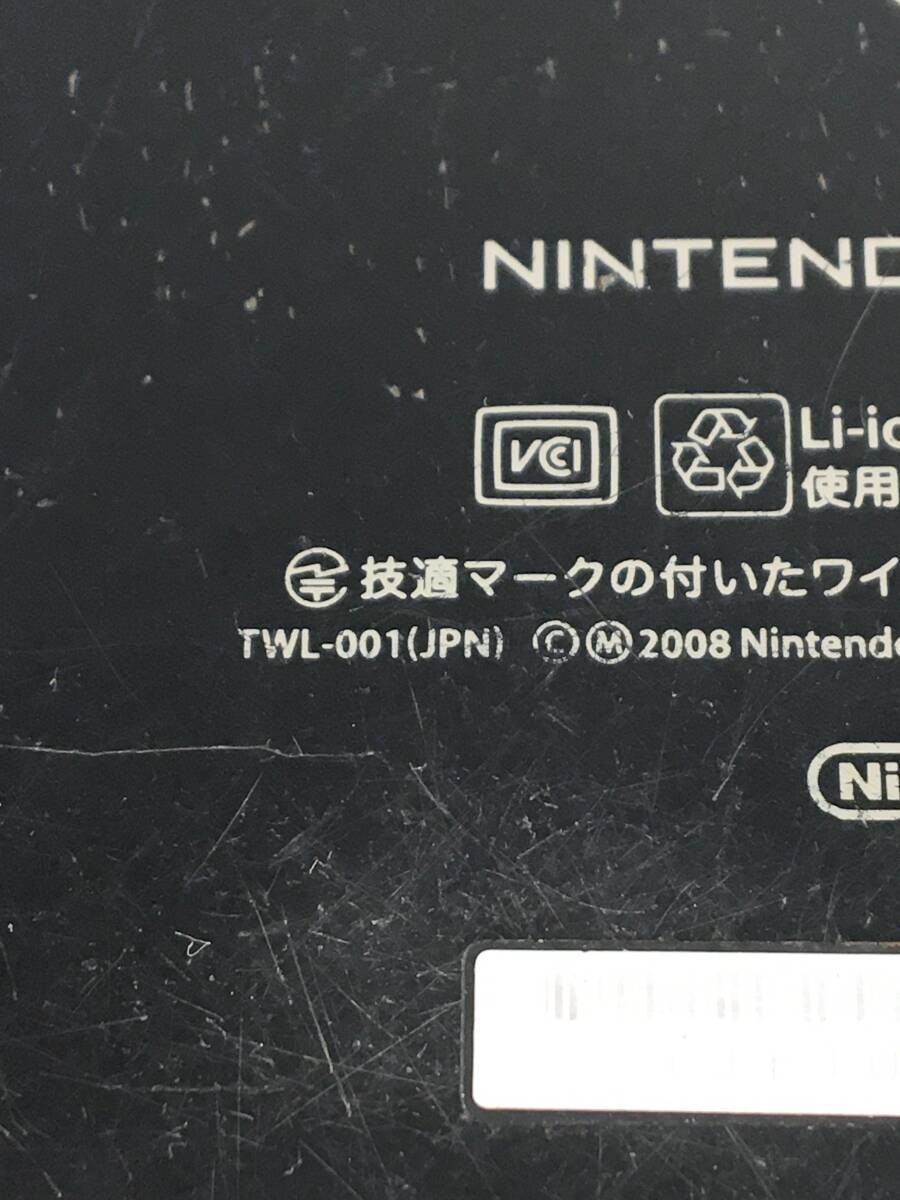 NINTEND
VCCI
Li-io
使用
技適マークの付いたワイ
TWL-001(JPN) ©Ⓜ2008 Nintendo
Ni